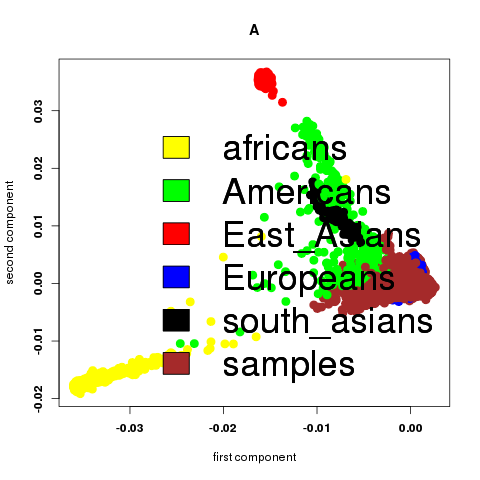 A
second component
0.03
0.02
0.01
0.00
-0.01
-0.02
africans
Americans
East_Asians
Europeans
south_asians
samples
-0.03
-0.02
-0.01
0.00
first component